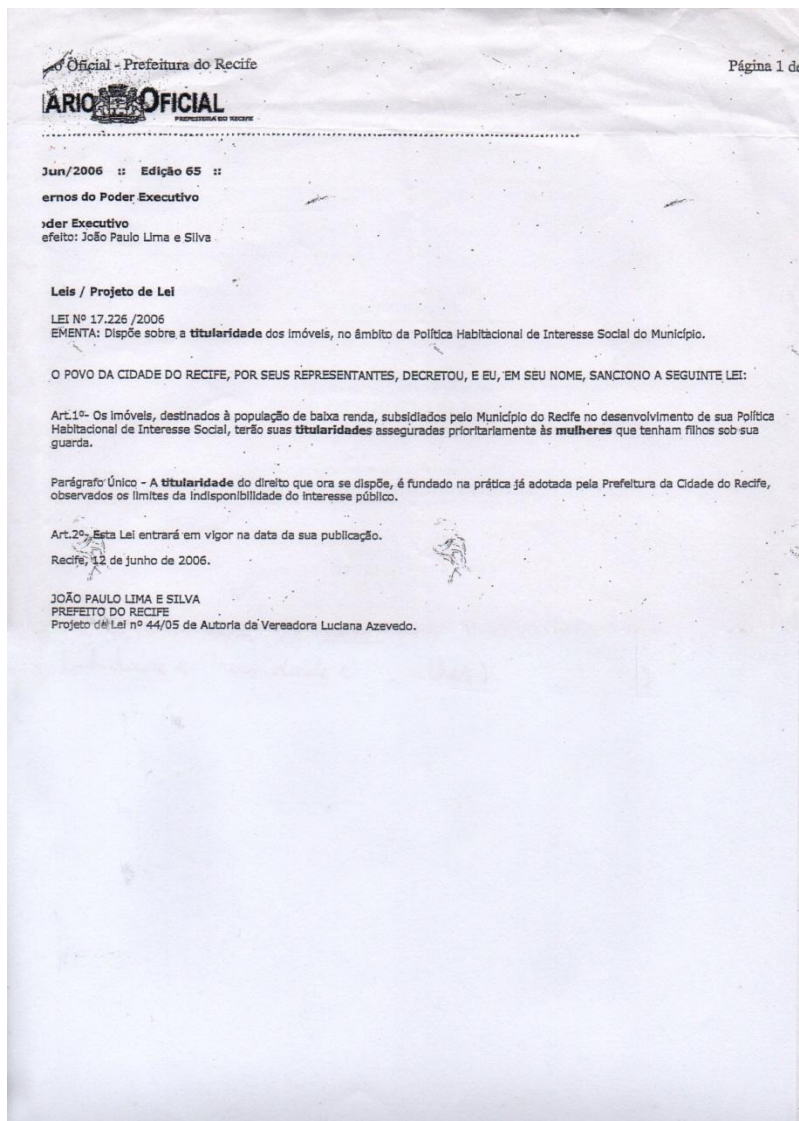 Oficial - Prefeitura do Recife
Página 1 de
ÁRIO OFICIAL
PREFEITURA DO RECIFE
Jun/2006 :: Edição 65 ::
ernos do Poder Executivo
oder Executivo
efeito: João Paulo Lima e Silva
Leis / Projeto de Lei
LEI Nº 17.226 /2006
EMENTA: Dispõe sobre a titularidade dos imóveis, no âmbito da Política Habitacional de Interesse Social do Município.
O POVO DA CIDADE DO RECIFE, POR SEUS REPRESENTANTES, DECRETOU, E EU, EM SEU NOME, SANCIONO A SEGUINTE LEI:
Art.1º- Os imóveis, destinados à população de baixa renda, subsidiados pelo Município do Recife no desenvolvimento de sua Política
Habitacional de Interesse Social, terão suas titularidades asseguradas prioritariamente às mulheres que tenham filhos sob sua
guarda.
Parágrafo Único - A titularidade do direito que ora se dispõe, é fundado na prática já adotada pela Prefeitura da Cidade do Recife,
observados os limites da indisponibilidade do interesse público.
Art.2º- Esta Lei entrará em vigor na data da sua publicação.
Recife, 12 de junho de 2006.
JOÃO PAULO LIMA E SILVA
PREFEITO DO RECIFE
Projeto de Lei nº 44/05 de Autoria da Vereadora Luciana Azevedo.